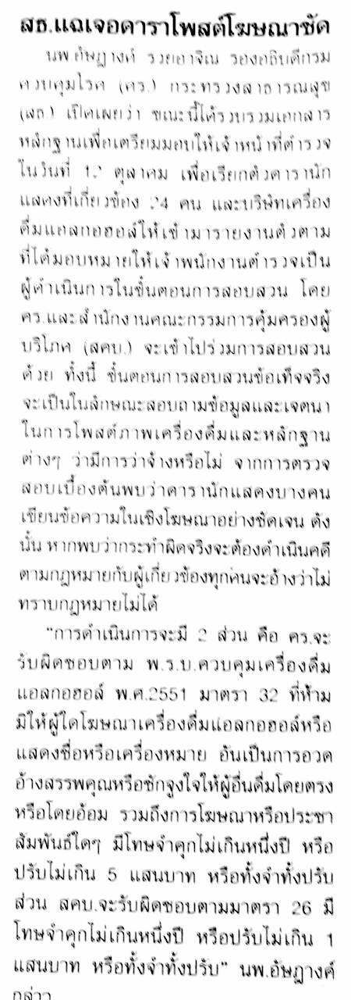 สธ.แฉเจอดาราโพสต์โฆษณาชัด
นพ.อัษฎางค์ รวยอาจิณ รองอธิบดีกรม
ควบคุมโรค (คร.) กระทรวงสาธารณสุข
(สธ.) เปิดเผยว่า ขณะนี้ได้รวบรวมเอกสาร
หลักฐานเพื่อเตรียมมอบให้เจ้าหน้าที่ตำรวจ
ในวันที่ 12 ตุลาคม เพื่อเรียกตัวดารานัก
แสดงที่เกี่ยวข้อง 24 คน และบริษัทเครื่อง
ดื่มแอลกอฮอล์ให้เข้ามารายงานตัวตาม
ที่ได้มอบหมายให้เจ้าพนักงานตำรวจเป็น
ผู้ดำเนินการในขั้นตอนการสอบสวน โดย
คร.และสำนักงานคณะกรรมการคุ้มครองผู้
บริโภค (สคบ.) จะเข้าไปร่วมการสอบสวน
ด้วย ทั้งนี้ ขั้นตอนการสอบสวนข้อเท็จจริง
จะเป็นในลักษณะสอบถามข้อมูลและเจตนา
ในการโพสต์ภาพเครื่องดื่มและหลักฐาน
ต่างๆ ว่ามีการว่าจ้างหรือไม่ จากการตรวจ
สอบเบื้องต้นพบว่าดารานักแสดงบางคน
เขียนข้อความในเชิงโฆษณาอย่างชัดเจน ดัง
นั้น หากพบว่ากระทำผิดจริงจะต้องดำเนินคดี
ตามกฎหมายกับผู้เกี่ยวข้องทุกคนจะอ้างว่าไม่
ทราบกฎหมายไม่ได้
"การดำเนินการจะมี 2 ส่วน คือ คร.จะ
รับผิดชอบตาม พ.ร.บ.ควบคุมเครื่องดื่ม
แอลกอฮอล์ พ.ศ.2551 มาตรา 32 ที่ห้าม
มิให้ผู้ใดโฆษณาเครื่องดื่มแอลกอฮอล์หรือ
แสดงชื่อหรือเครื่องหมาย อันเป็นการอวด
อ้างสรรพคุณหรือชักจูงใจให้ผู้อื่นดื่มโดยตรง
หรือโดยอ้อม รวมถึงการโฆษณาหรือประชา
สัมพันธ์ใดๆ มีโทษจำคุกไม่เกินหนึ่งปี หรือ
ปรับไม่เกิน 5 แสนบาท หรือทั้งจำทั้งปรับ
ส่วน สคบ.จะรับผิดชอบตามมาตรา 26 มี
โทษจำคุกไม่เกินหนึ่งปี หรือปรับไม่เกิน 1
แสนบาท หรือทั้งจำทั้งปรับ" นพ.อัษฎางค์
กล่าว